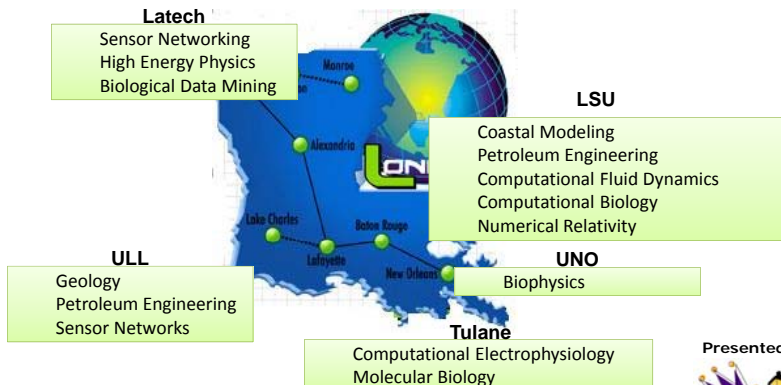 Latech
Sensor Networking
High Energy Physics
Biological Data Mining
Monroe
Alexandria
LSU
Coastal Modeling
Petroleum Engineering
Computational Fluid Dynamics
Computational Biology
Numerical Relativity
Lake Charles
Baton Rouge
Lafayette
New Orleans
ULL
Geology
Petroleum Engineering
Sensor Networks
UNO
Biophysics
Tulane
Computational Electrophysiology
Molecular Biology
Presented